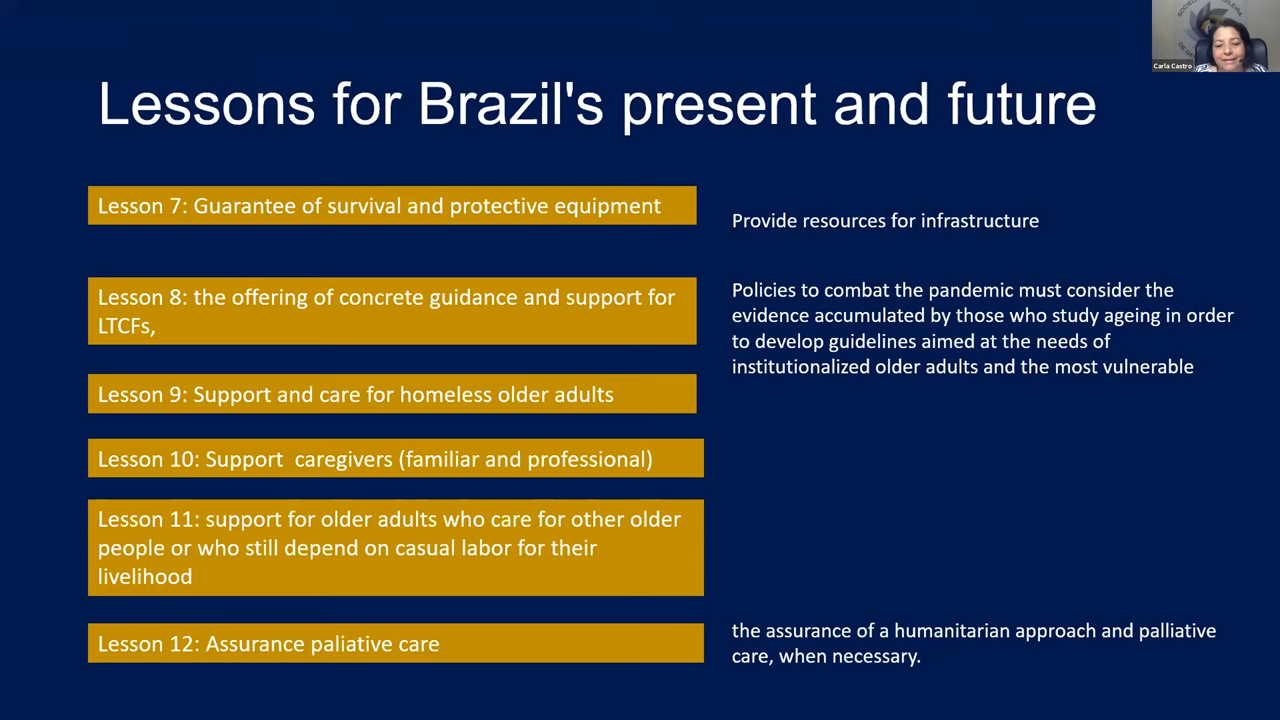 Carla Castro
Lessons for Brazil's present and future
Lesson 7: Guarantee of survival and protective equipment
Provide resources for infrastructure
Lesson 8: the offering of concrete guidance and support for
LTCFs,
Policies to combat the pandemic must consider the
evidence accumulated by those who study ageing in order
to develop guidelines aimed at the needs of
institutionalized older adults and the most vulnerable
Lesson 9: Support and care for homeless older adults
Lesson 10: Support  caregivers (familiar and professional)
Lesson 11: support for older adults who care for other older
people or who still depend on casual labor for their
livelihood
Lesson 12: Assurance paliative care
the assurance of a humanitarian approach and palliative
care, when necessary.